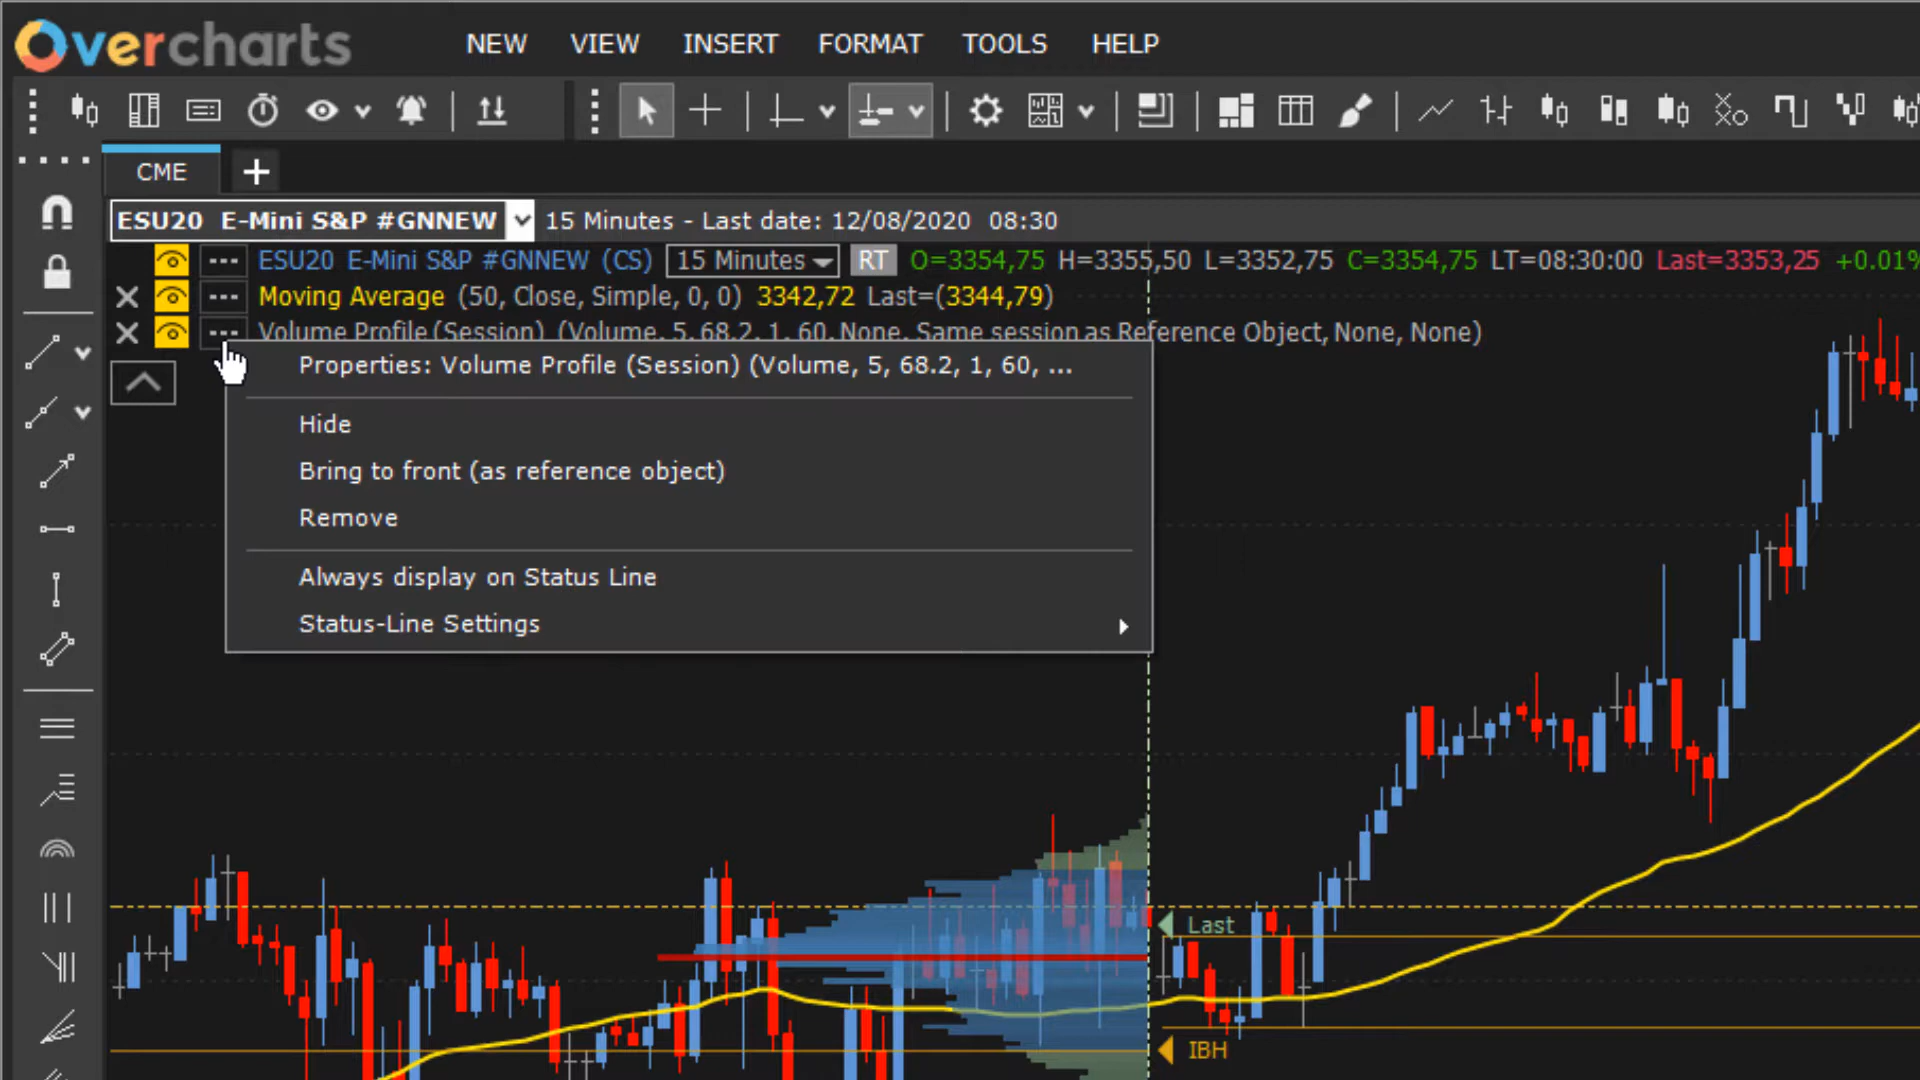 Overcharts
NEW VIEW INSERT FORMAT TOOLS HELP
CME
ESU20 E-Mini S&P #GNNEW 15 Minutes - Last date: 12/08/2020 08:30
ESU20 E-Mini S&P #GNNEW (CS) 15 Minutes RT O=3354,75 H=3355,50 L=3352,75 C=3354,75 LT=08:30:00 Last=3353,25 +0.01%
Moving Average (50, Close, Simple, 0, 0) 3342,72 Last=(3344,79)
Volume Profile (Session) (Volume, 5, 68.2, 1, 60, None, Same session as Reference Object, None, None)
Properties: Volume Profile (Session) (Volume, 5, 68.2, 1, 60, ...
Hide
Bring to front (as reference object)
Remove
Always display on Status Line
Status-Line Settings
Last
IBH